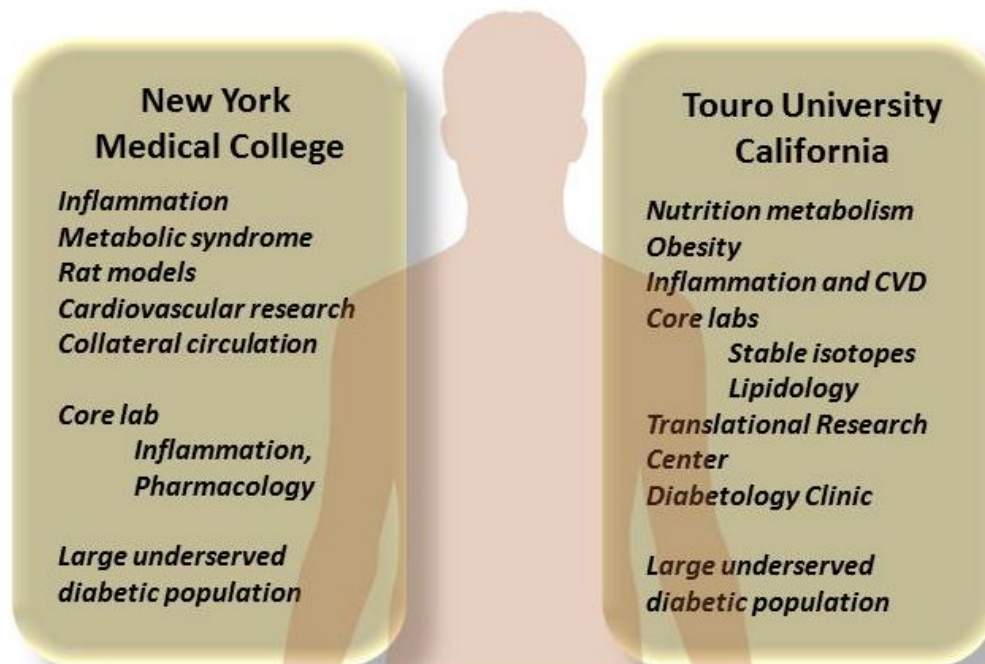 New York
Medical College
Inflammation
Metabolic syndrome
Rat models
Cardiovascular research
Collateral circulation
Core lab
Inflammation,
Pharmacology
Large underserved
diabetic population
Touro University
California
Nutrition metabolism
Obesity
Inflammation and CVD
Core labs
Stable isotopes
Lipidology
Translational Research
Center
Diabetology Clinic
Large underserved
diabetic population